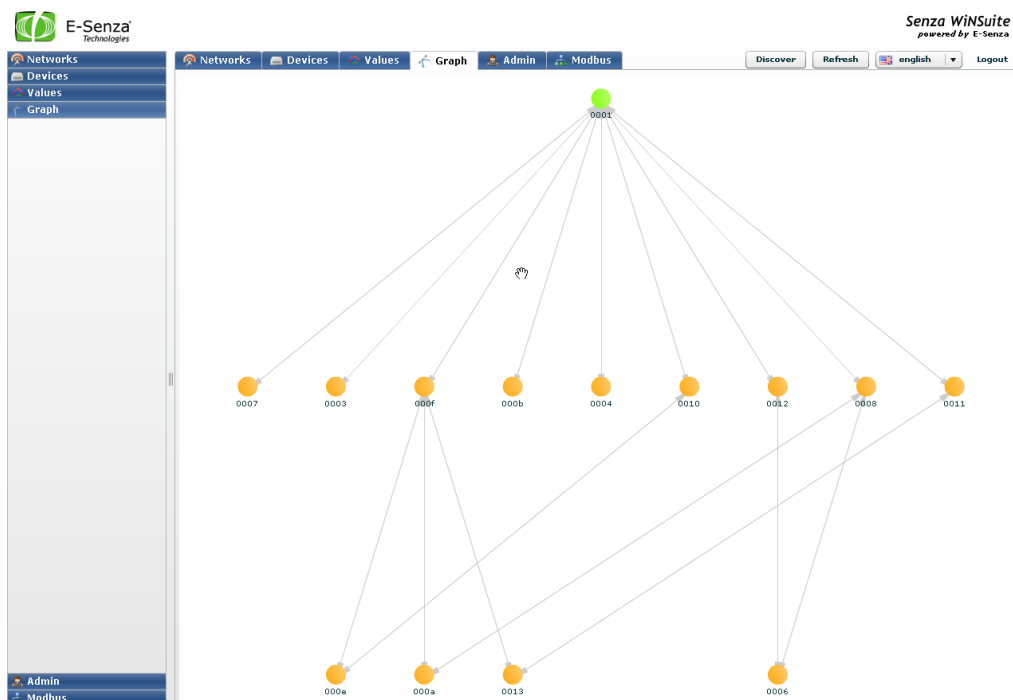 E-Senza
Technologies
Senza WiNSuite
powered by E-Senza
Networks
Devices
Values
Graph
Networks Devices Values Graph Admin Modbus Discover Refresh english Logout
0001
0007 0003 000f 000b 0004 0010 0012 0008 0011
000e 000a 0013 0006
Admin
Modbus